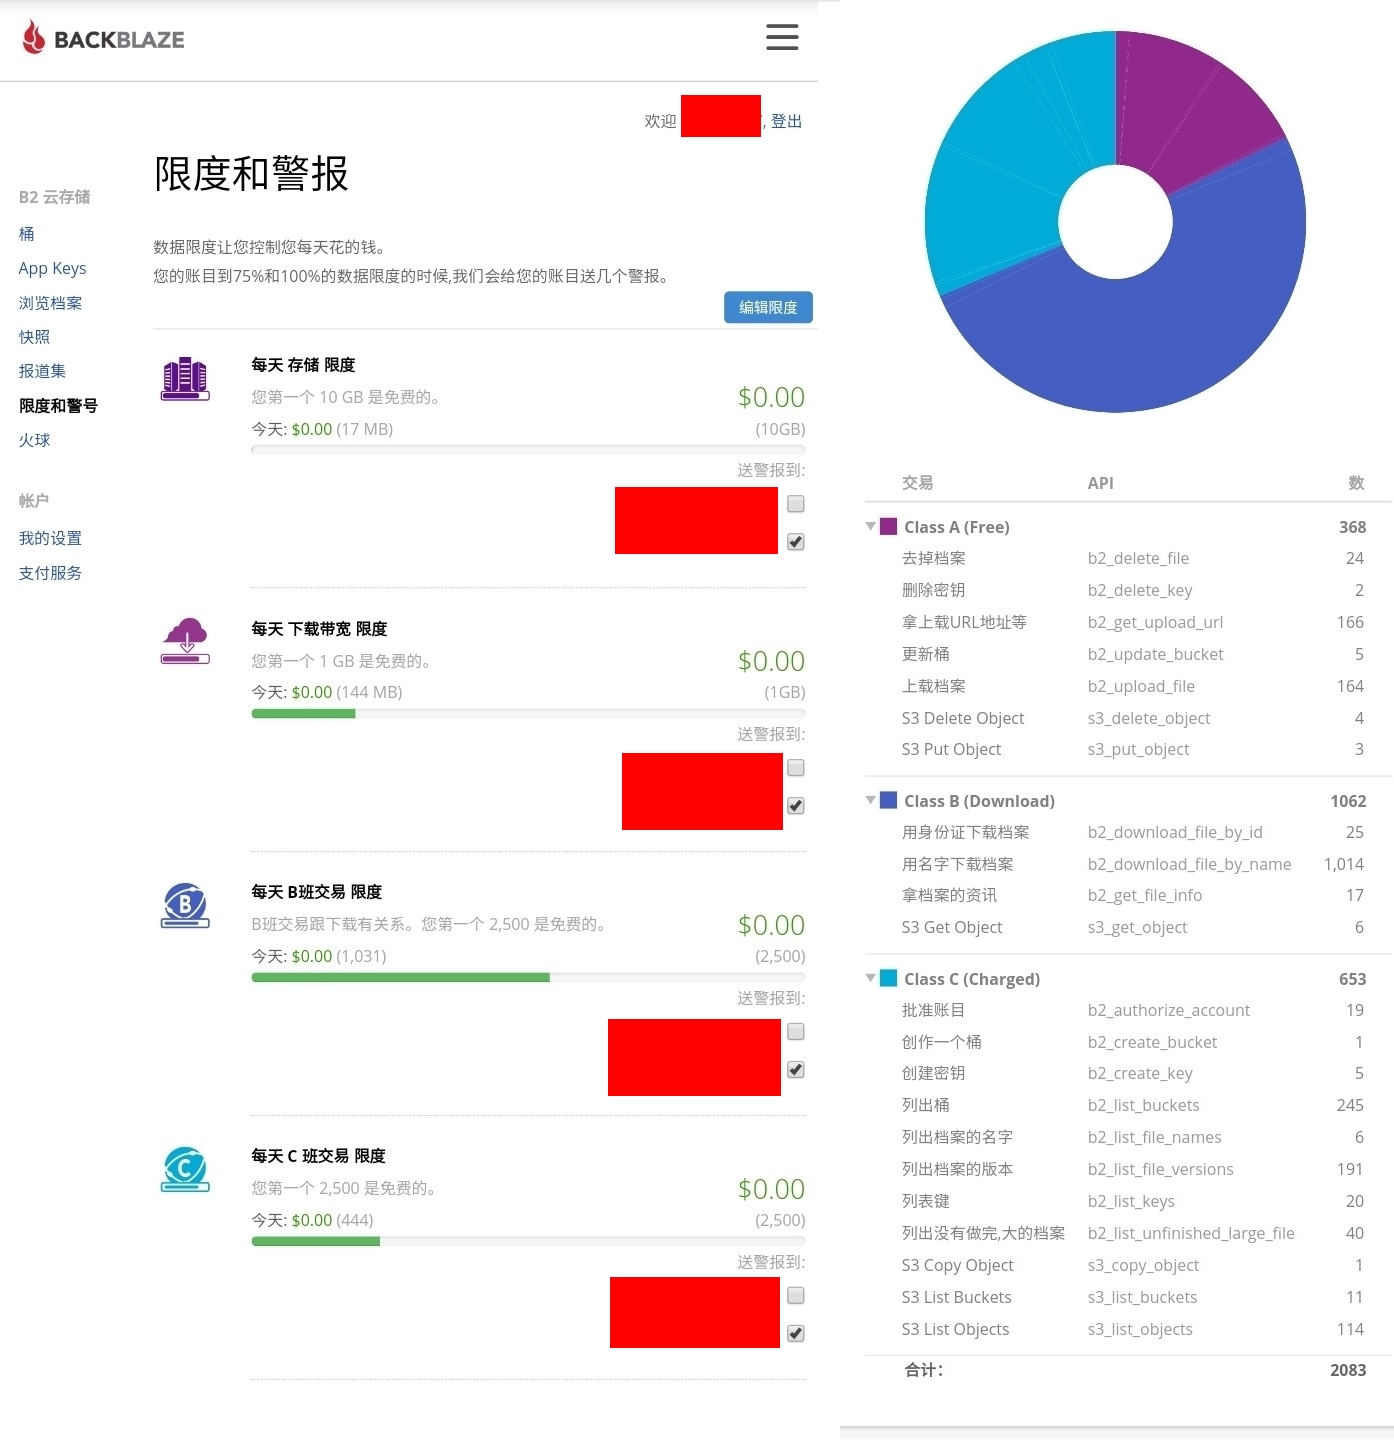 BACKBLAZE
欢迎 , 登出
限度和警报
B2 云存储
桶
App Keys
浏览档案
快照
报道集
限度和警号
火球
帐户
我的设置
支付服务
数据限度让您控制您每天花的钱。
您的账目到75%和100%的数据限度的时候,我们会给您的账目送几个警报。
编辑限度
每天 存储 限度
您第一个 10 GB 是免费的。
$0.00
今天: $0.00 (17 MB)
(10GB)
送警报到:
每天 下载带宽 限度
您第一个 1 GB 是免费的。
$0.00
今天: $0.00 (144 MB)
(1GB)
送警报到:
B
每天 B班交易 限度
B班交易跟下载有关系。您第一个 2,500 是免费的。
$0.00
今天: $0.00 (1,031)
(2,500)
送警报到:
C
每天 C 班交易 限度
您第一个 2,500 是免费的。
$0.00
今天: $0.00 (444)
(2,500)
送警报到:
交易 API 数
Class A (Free) 368
去掉档案 b2_delete_file 24
删除密钥 b2_delete_key 2
拿上载URL地址等 b2_get_upload_url 166
更新桶 b2_update_bucket 5
上载档案 b2_upload_file 164
S3 Delete Object s3_delete_object 4
S3 Put Object s3_put_object 3
Class B (Download) 1062
用身份证下载档案 b2_download_file_by_id 25
用名字下载档案 b2_download_file_by_name 1,014
拿档案的资讯 b2_get_file_info 17
S3 Get Object s3_get_object 6
Class C (Charged) 653
批准账目 b2_authorize_account 19
创作一个桶 b2_create_bucket 1
创建密钥 b2_create_key 5
列出桶 b2_list_buckets 245
列出档案的名字 b2_list_file_names 6
列出档案的版本 b2_list_file_versions 191
列表键 b2_list_keys 20
列出没有做完,大的档案 b2_list_unfinished_large_file 40
S3 Copy Object s3_copy_object 1
S3 List Buckets s3_list_buckets 11
S3 List Objects s3_list_objects 114
合计: 2083